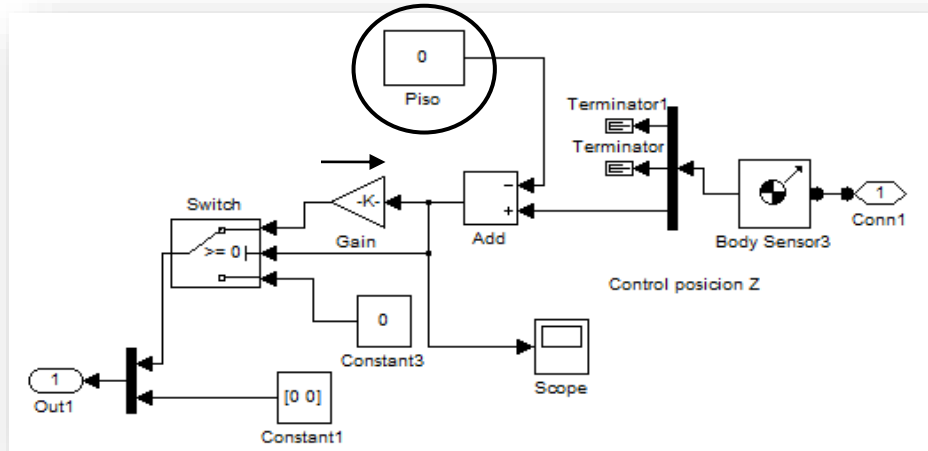 0
Piso
Terminator1
Terminator
Switch
-K-
−
+
1
>= 0
Gain
Add
Body Sensor3
Conn1
Control posicion Z
0
Constant3
Scope
1
Out1
[0 0]
Constant1